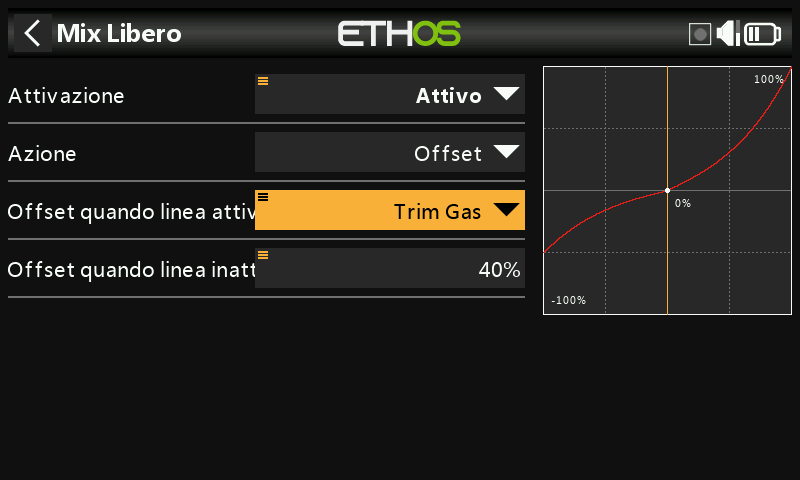 Mix Libero
ETHOS
Attivazione
Attivo
Azione
Offset
Offset quando linea attiv
Trim Gas
Offset quando linea inatt
40%
100%
0%
-100%